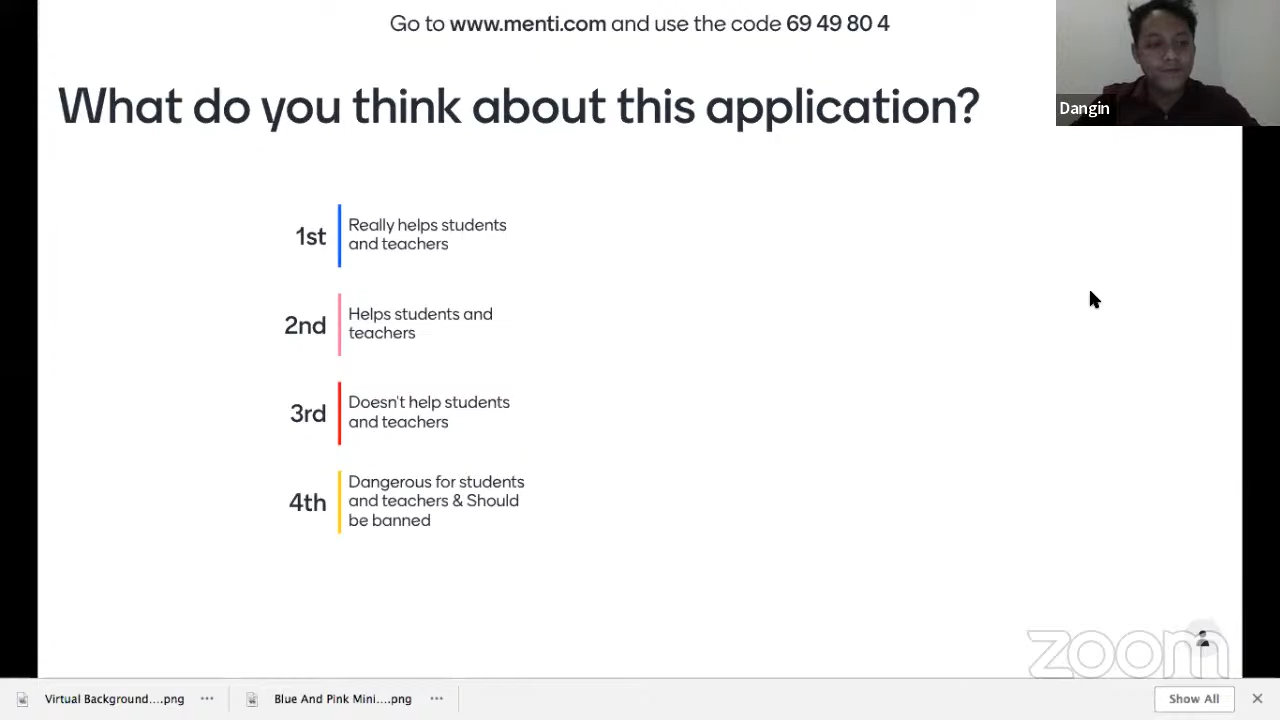 Go to www.menti.com and use the code 69 49 80 4
Dangin
What do you think about this application?
1st
Really helps students
and teachers
2nd
Helps students and
teachers
3rd
Doesn't help students
and teachers
4th
Dangerous for students
and teachers & Should
be banned
zoom
Virtual Background....png
Blue And Pink Mini....png
Show All